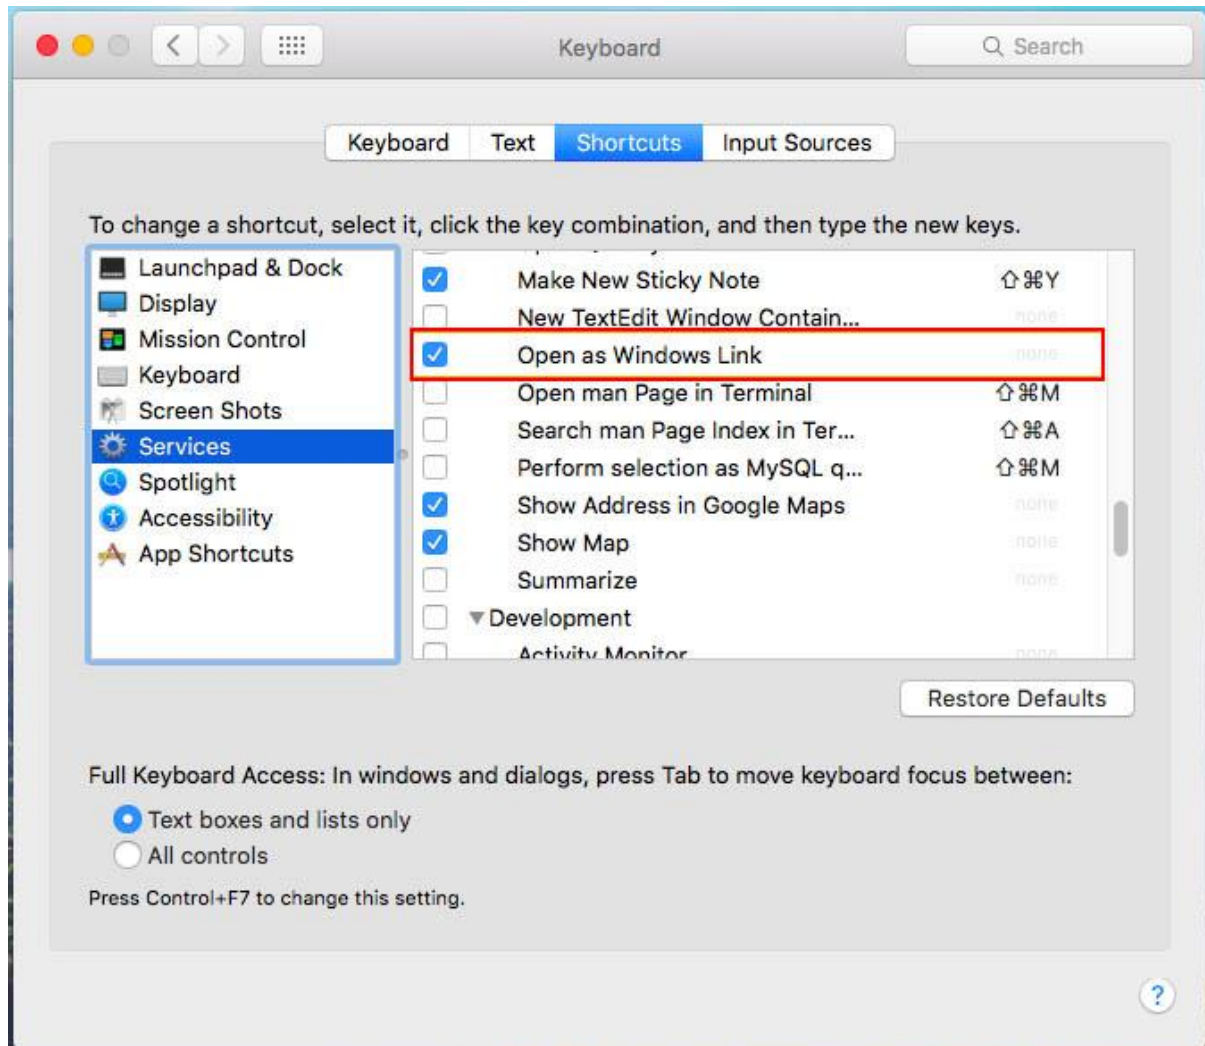 Keyboard
Search
Keyboard Text Shortcuts Input Sources
To change a shortcut, select it, click the key combination, and then type the new keys.
Launchpad & Dock
Display
Mission Control
Keyboard
Screen Shots
Services
Spotlight
Accessibility
App Shortcuts
Make New Sticky Note ⇧⌘Y
New TextEdit Window Contain... none
Open as Windows Link none
Open man Page in Terminal ⇧⌘M
Search man Page Index in Ter... ⇧⌘A
Perform selection as MySQL q... ⇧⌘M
Show Address in Google Maps none
Show Map none
Summarize none
Development
Activity Monitor none
Restore Defaults
Full Keyboard Access: In windows and dialogs, press Tab to move keyboard focus between:
Text boxes and lists only
All controls
Press Control+F7 to change this setting.
?